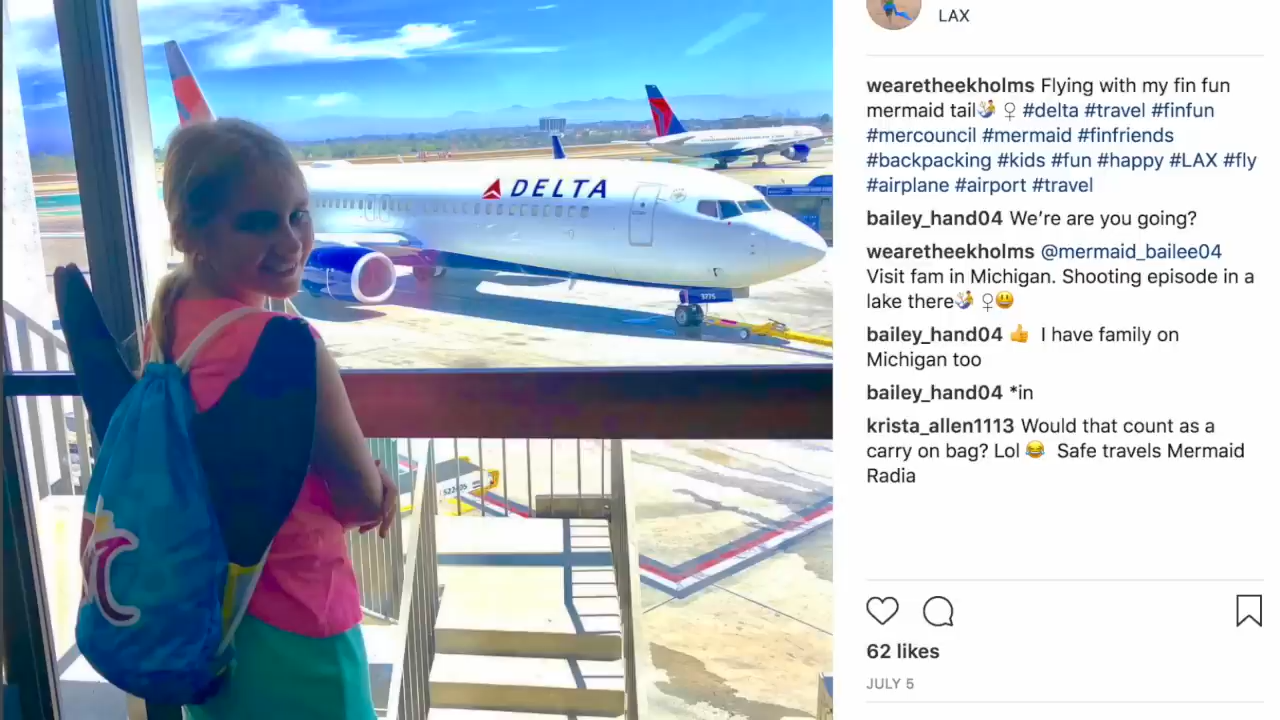 LAX
wearetheekholms Flying with my fin fun
mermaid tail🧜♀ #delta #travel #finfun
#mercouncil #mermaid #finfriends
#backpacking #kids #fun #happy #LAX #fly
#airplane #airport #travel
bailey_hand04 We’re are you going?
wearetheekholms @mermaid_bailee04
Visit fam in Michigan. Shooting episode in a
lake there🧜♀😃
bailey_hand04 👍 I have family on
Michigan too
bailey_hand04 *in
krista_allen1113 Would that count as a
carry on bag? Lol 😂 Safe travels Mermaid
Radia
62 likes
JULY 5
DELTA
3775